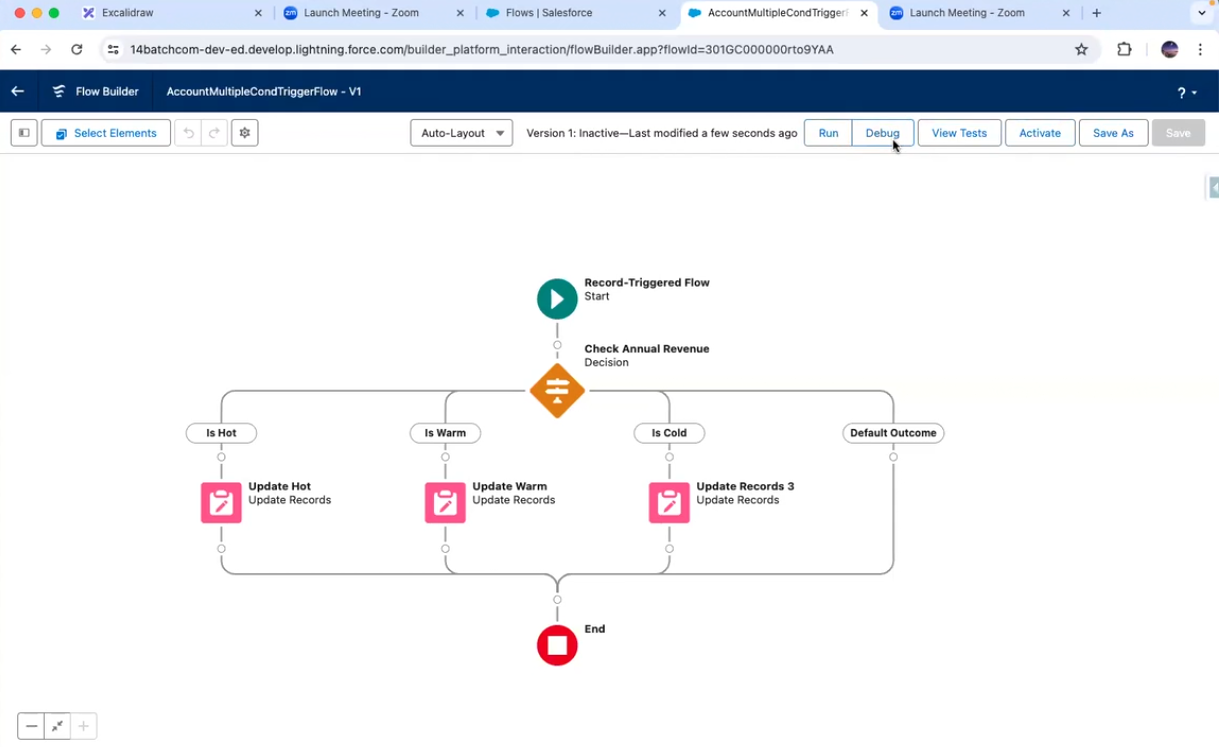 Excalidraw
Launch Meeting - Zoom
Flows | Salesforce
AccountMultipleCondTriggerF
Launch Meeting - Zoom
14batchcom-dev-ed.develop.lightning.force.com/builder_platform_interaction/flowBuilder.app?flowId=301GC000000rto9YAA
Flow Builder
AccountMultipleCondTriggerFlow - V1
?
Select Elements
Auto-Layout
Version 1: Inactive—Last modified a few seconds ago
Run
Debug
View Tests
Activate
Save As
Save
Record-Triggered Flow
Start
Check Annual Revenue
Decision
Is Hot
Is Warm
Is Cold
Default Outcome
Update Hot
Update Records
Update Warm
Update Records
Update Records 3
Update Records
End